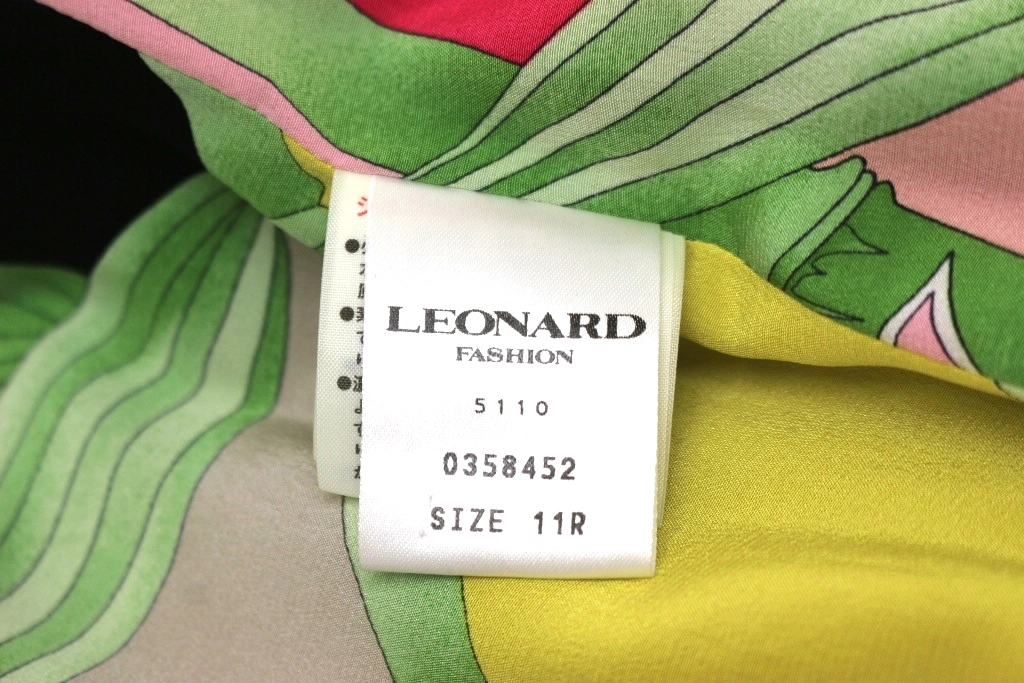 LEONARD
FASHION
5110
0358452
SIZE 11R